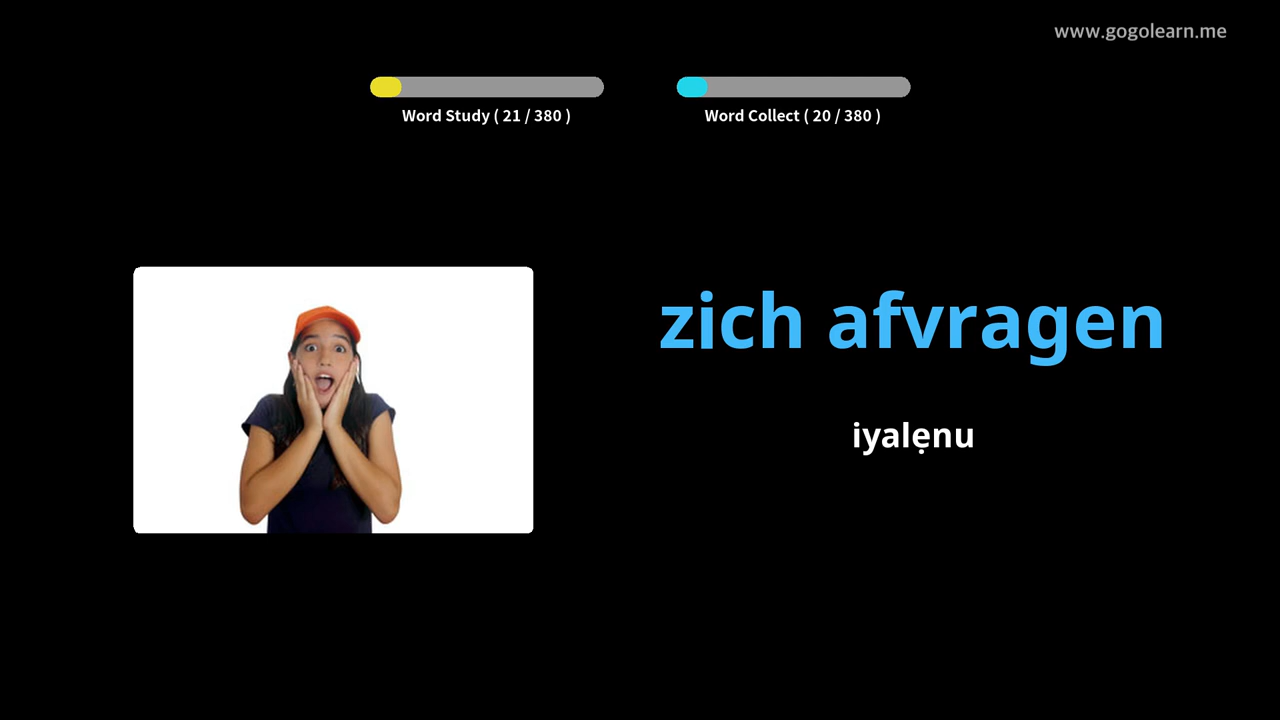 www.gogolearn.me
Word Study ( 21 / 380 )
Word Collect ( 20 / 380 )
zich afvragen
iyalẹnu